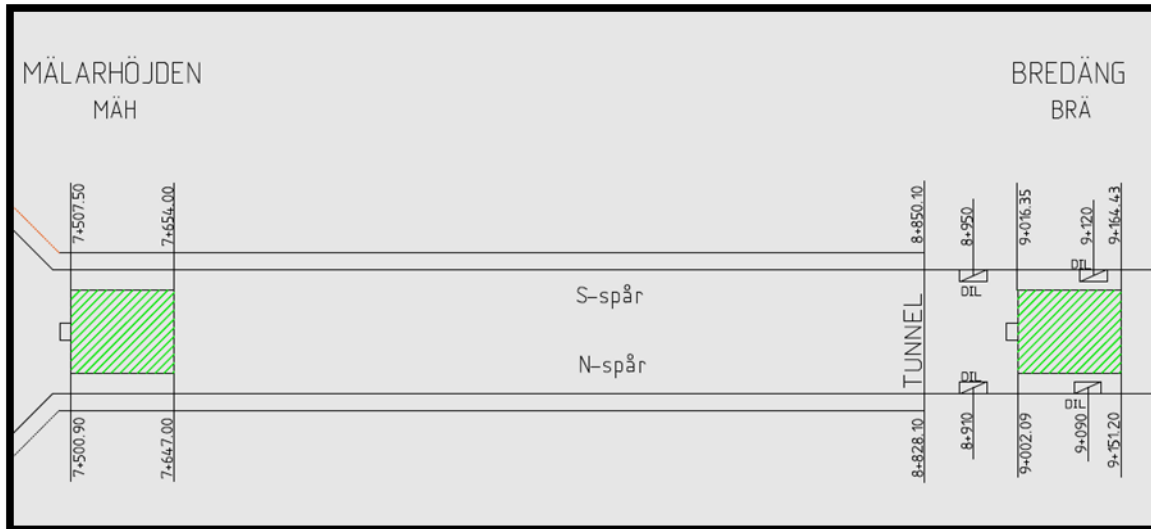 MÄLARHÖJDEN
MÄH
BREDÄNG
BRÄ
7+507.50
7+654.00
8+850.10
8+950
9+016.35
9+120
9+164.43
DIL
DIL
S-spår
N-spår
TUNNEL
DIL
DIL
7+500.90
7+647.00
8+828.10
8+910
9+002.09
9+090
9+151.20